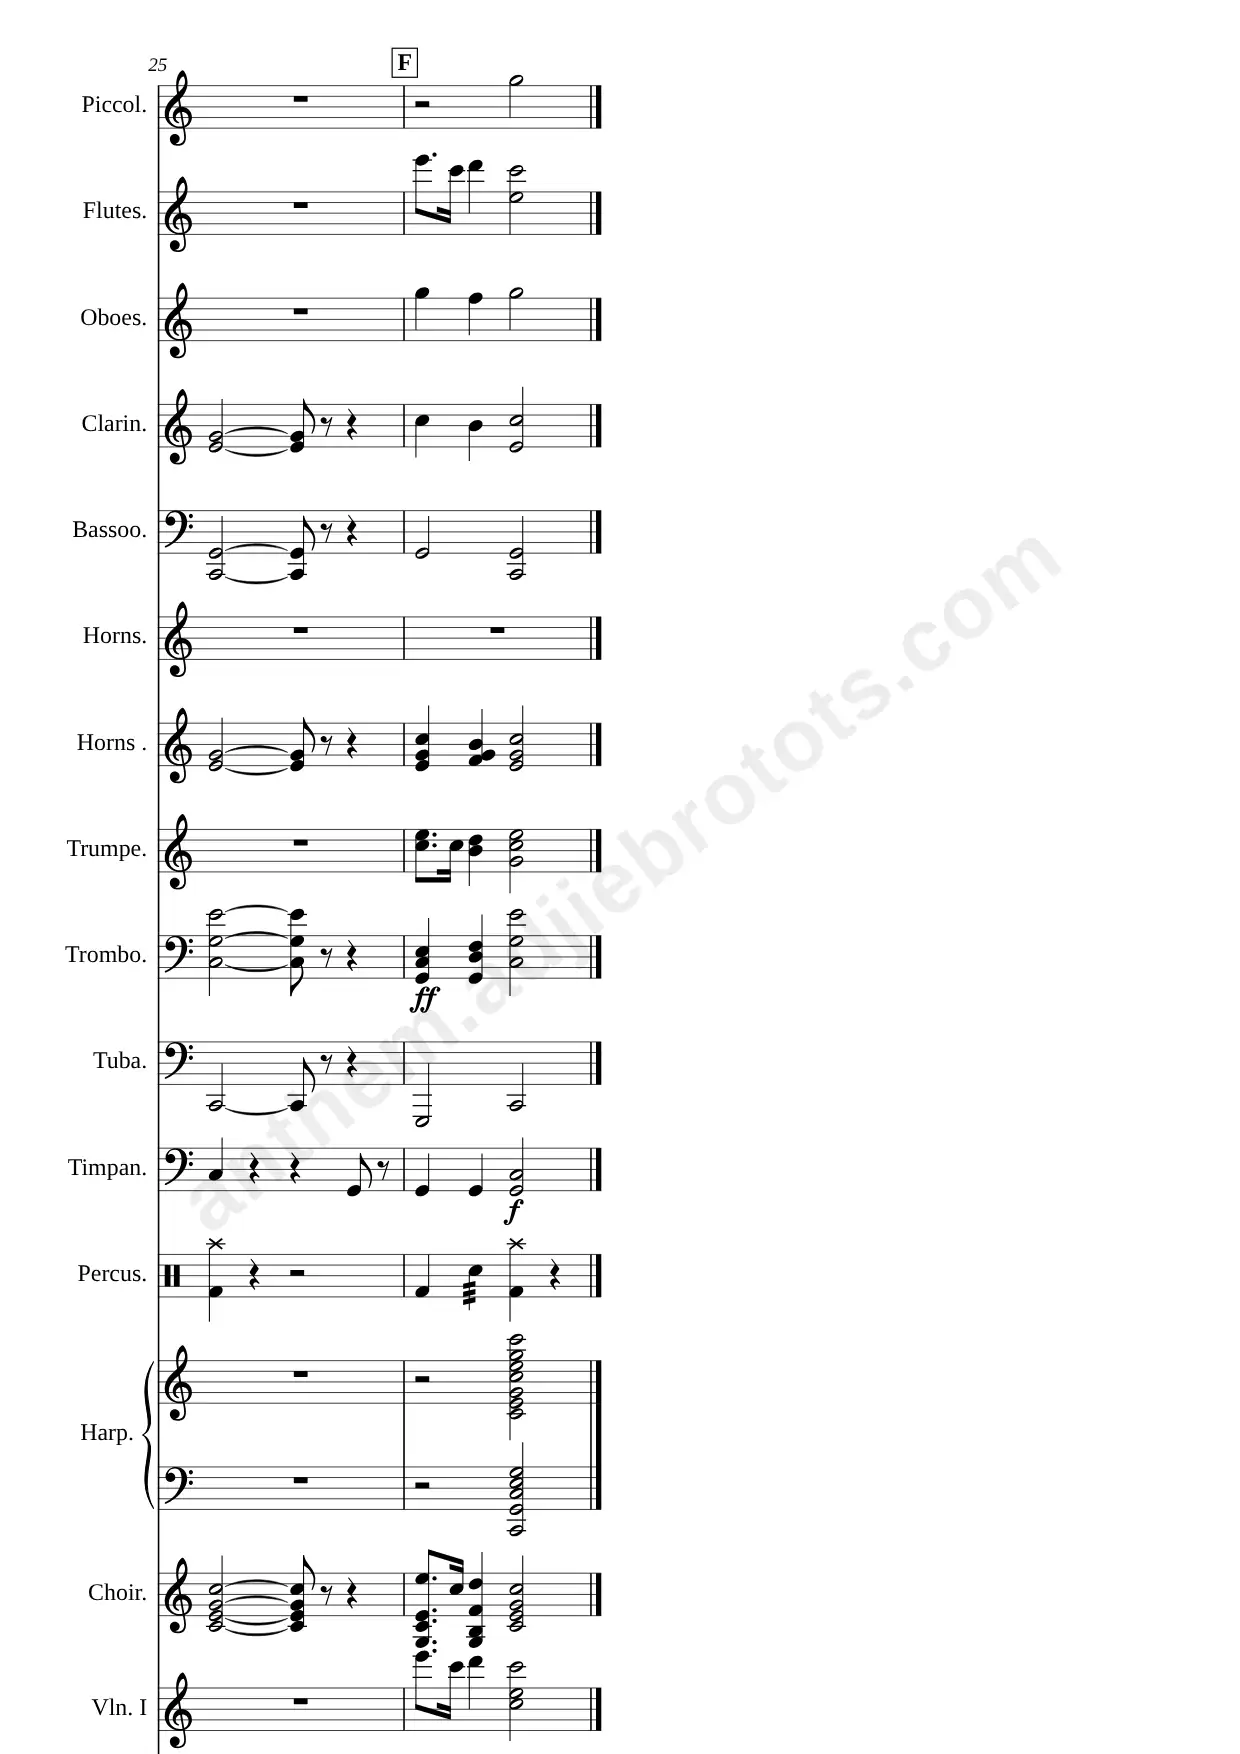 25
F
Piccol.
Flutes.
Oboes.
Clarin.
Bassoo.
Horns.
Horns .
Trumpe.
Trombo.
ff
Tuba.
Timpan.
f
Percus.
Harp.
Choir.
Vln. I
anthem.adjiebrotots.com